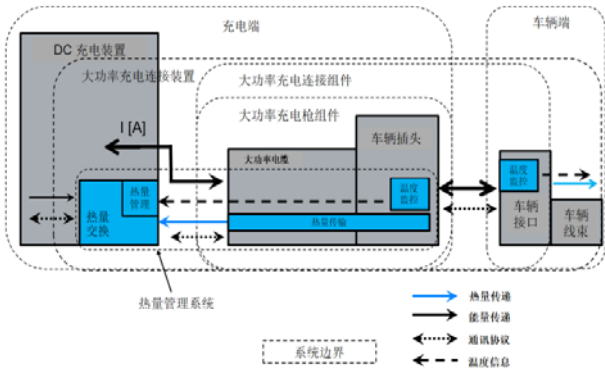 充电端
车辆端
DC 充电装置
大功率充电连接装置
大功率充电连接组件
大功率充电枪组件
I [A]
车辆插头
大功率电缆
温度
监控
热量
管理
温度
监控
热量
交换
热量传输
车辆
接口
车辆
线束
热量管理系统
热量传递
能量传递
通讯协议
温度信息
系统边界